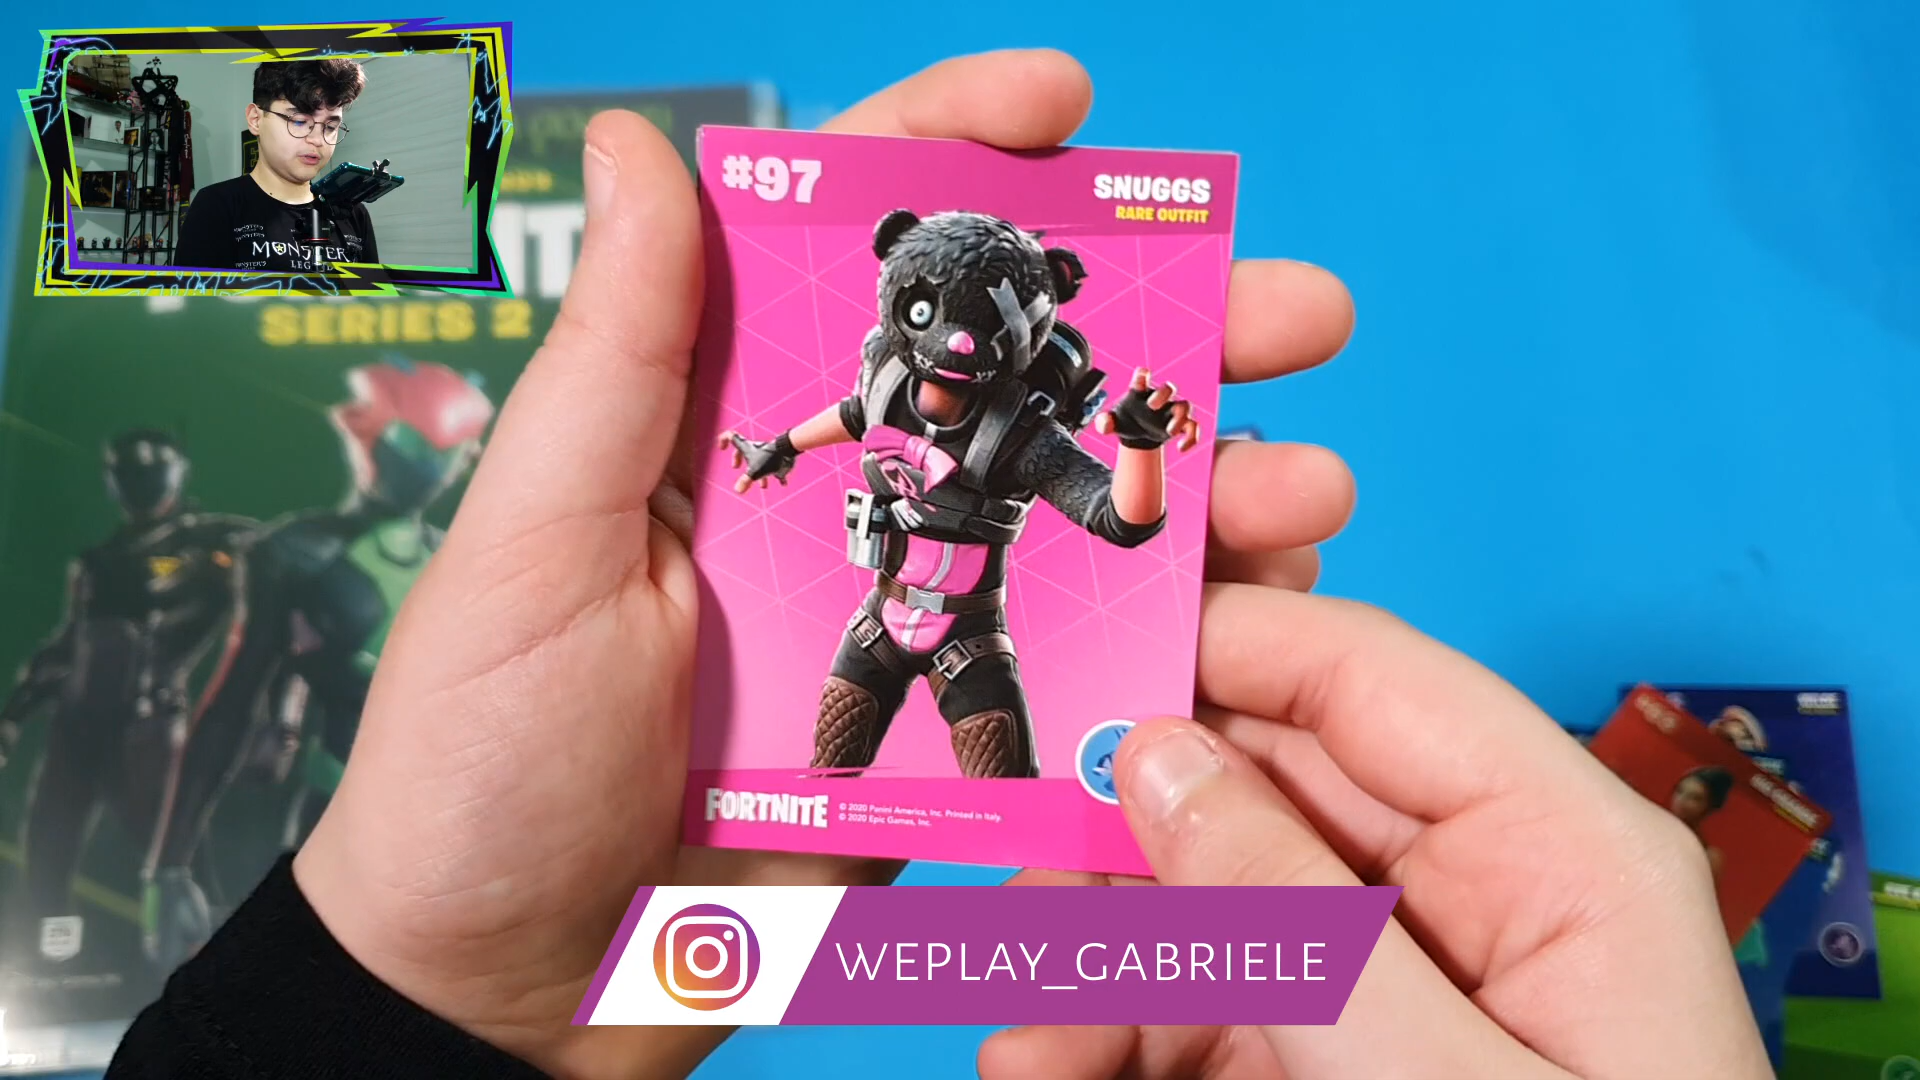 #97
SNUGGS
RARE OUTFIT
SERIES 2
MONSTER
FORTNITE
© 2020 Panini America, Inc. Printed in Italy.
© 2020 Epic Games, Inc.
WEPLAY_GABRIELE